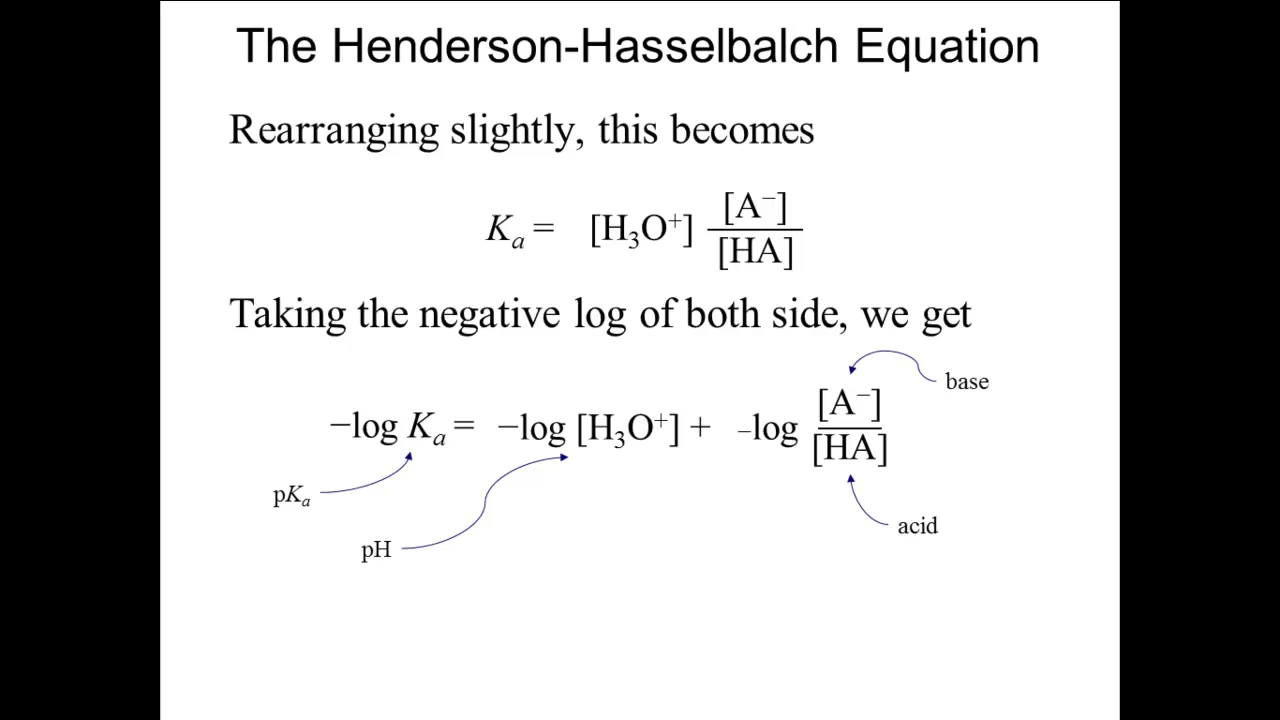 The Henderson-Hasselbalch Equation
Rearranging slightly, this becomes
Kₐ = [H₃O⁺] [A⁻] / [HA]
Taking the negative log of both side, we get
base
−log Kₐ = −log [H₃O⁺] + −log [A⁻] / [HA]
pKₐ
acid
pH